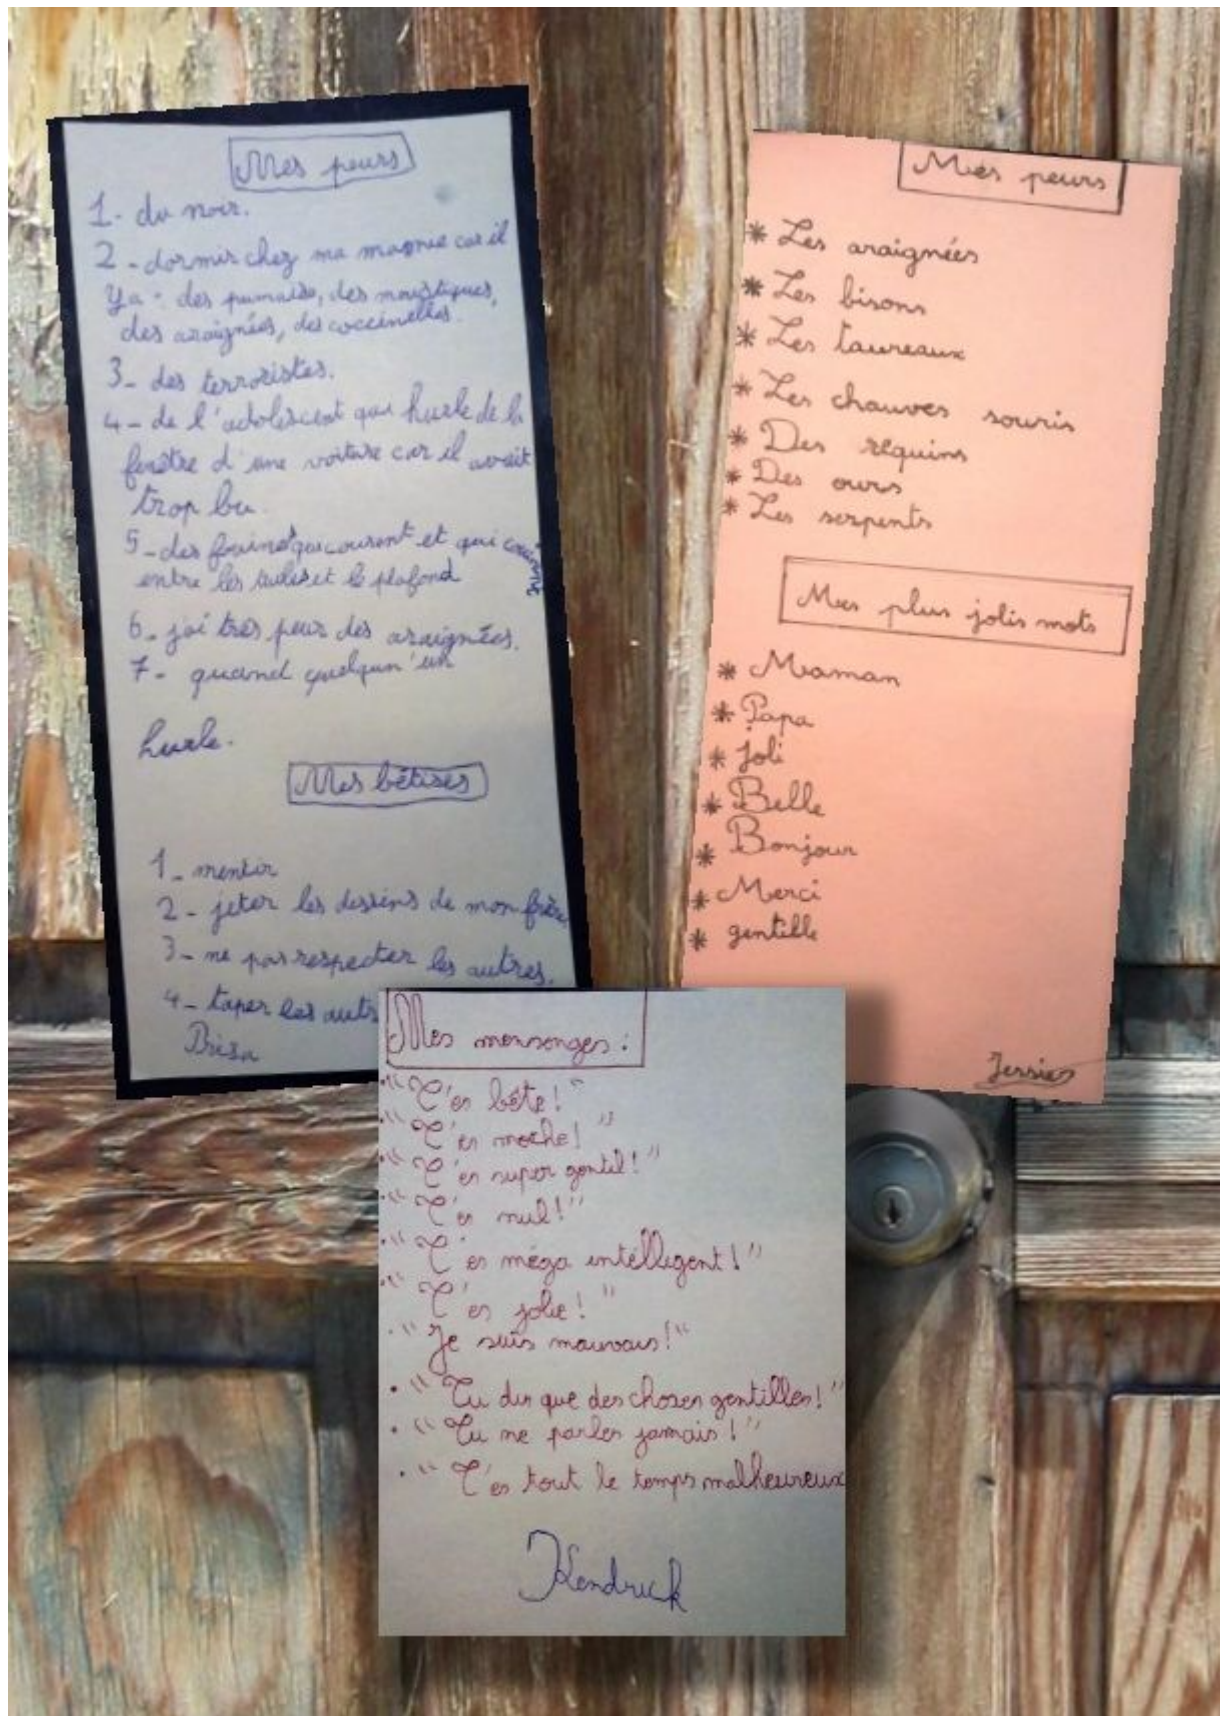 Mes peurs
1- du noir.
2- dormir chez ma mamie car il
Ya : des punaises, des moustiques,
des araignées, des coccinelles.
3- des terroristes.
4- de l'adolescent qui hurle de la
fenêtre d'une voiture car il avait
trop bu.
5- des fouines qui courent et qui
entre les tuiles et le plafond
6- j'ai très peur des araignées.
7- quand quelqu'un
hurle.
Mes bêtises
1- mentir
2- jeter les dessins de mon frère
3- ne pas respecter les autres.
4- taper les autr
Mes peurs
* Les araignées
* Les bisons
* Les taureaux
* Les chauves souris
* Des requins
* Des ours
* Les serpents
Mes plus jolis mots
* Maman
* Papa
* joli
* Belle
* Bonjour
* Merci
* gentille
Jessie
Mes mensonges :
• "T'es bête !"
• "T'es moche !"
• "T'es super gentil !"
• "T'es nul !"
• "T'es méga intélligent !"
• "T'es jolie !"
• "Je suis mauvais !"
• "Tu dis que des choses gentilles !"
• "Tu ne parles jamais !"
• "T'es tout le temps malheureux
Kendrick